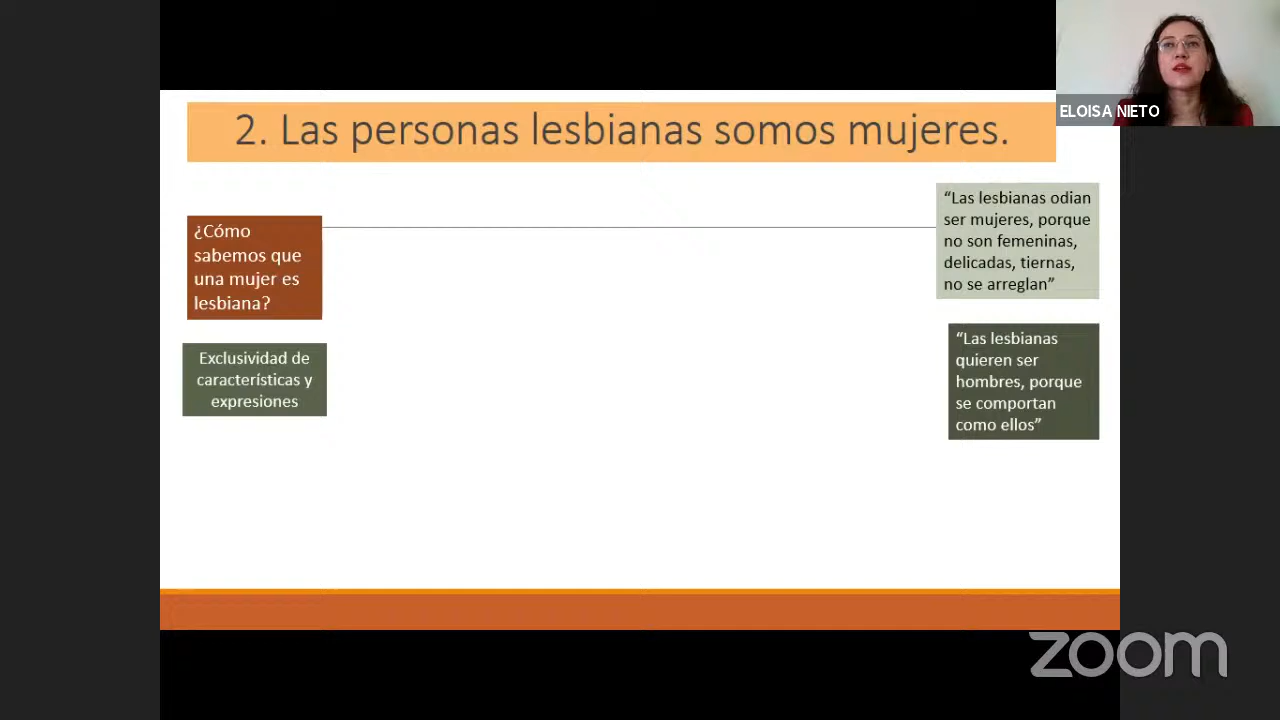 2. Las personas lesbianas somos mujeres.
ELOISA NIETO
¿Cómo
sabemos que
una mujer es
lesbiana?
Exclusividad de
características y
expresiones
“Las lesbianas odian
ser mujeres, porque
no son femeninas,
delicadas, tiernas,
no se arreglan”
“Las lesbianas
quieren ser
hombres, porque
se comportan
como ellos”
zoom